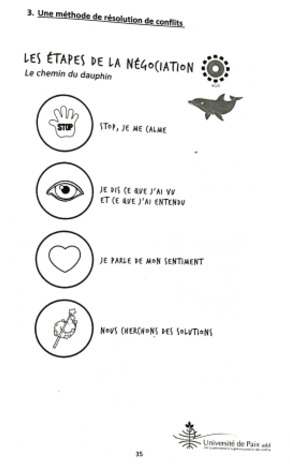 3. Une méthode de résolution de conflits
LES ÉTAPES DE LA NÉGOCIATION
Le chemin du dauphin
STOP
STOP, JE ME CALME
JE DIS CE QUE J'AI VU
ET CE QUE J'AI ENTENDU
JE PARLE DE MON SENTIMENT
NOUS CHERCHONS DES SOLUTIONS
Université de Paix asbl
35